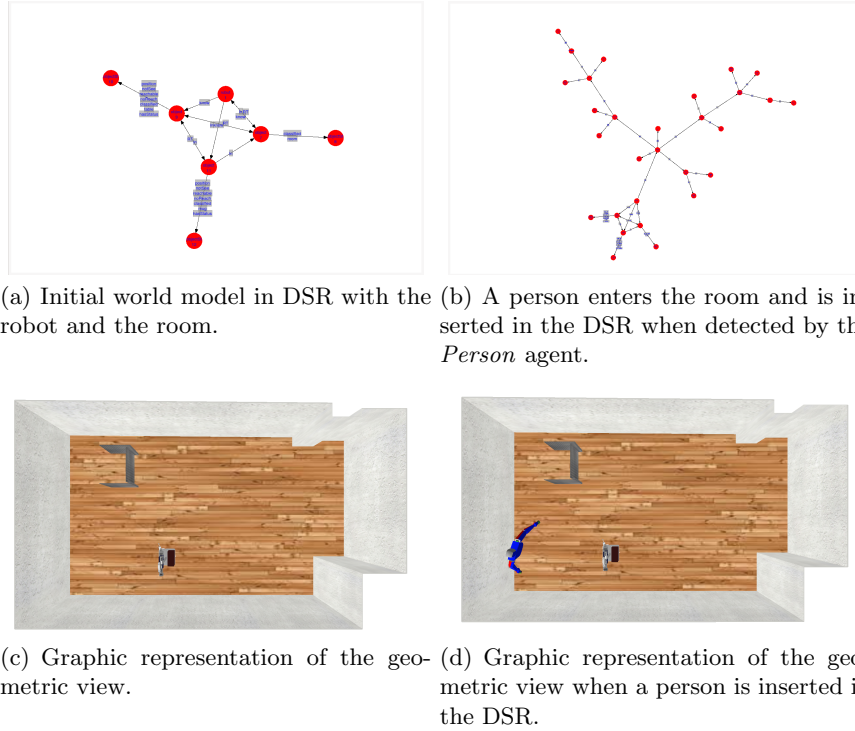 (a) Initial world model in DSR with the
robot and the room.
(b) A person enters the room and is in
serted in the DSR when detected by th
Person agent.
(c) Graphic representation of the geo-
metric view.
(d) Graphic representation of the geo
metric view when a person is inserted i
the DSR.